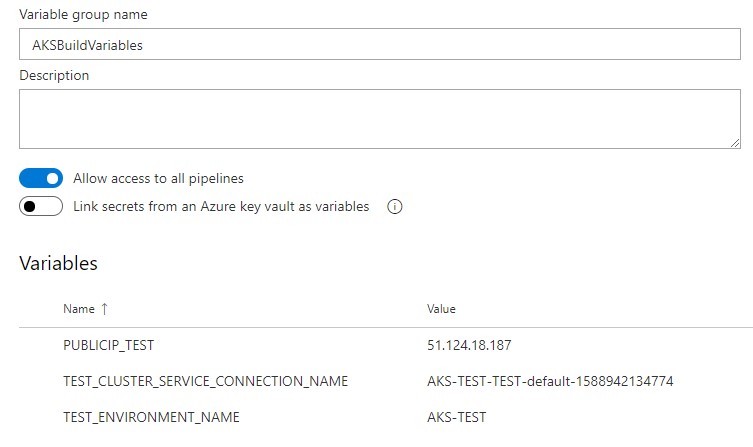 Variable group name
AKSBuildVariables
Description
Allow access to all pipelines
Link secrets from an Azure key vault as variables
Variables
Name ↑ Value
PUBLICIP_TEST 51.124.18.187
TEST_CLUSTER_SERVICE_CONNECTION_NAME AKS-TEST-TEST-default-1588942134774
TEST_ENVIRONMENT_NAME AKS-TEST